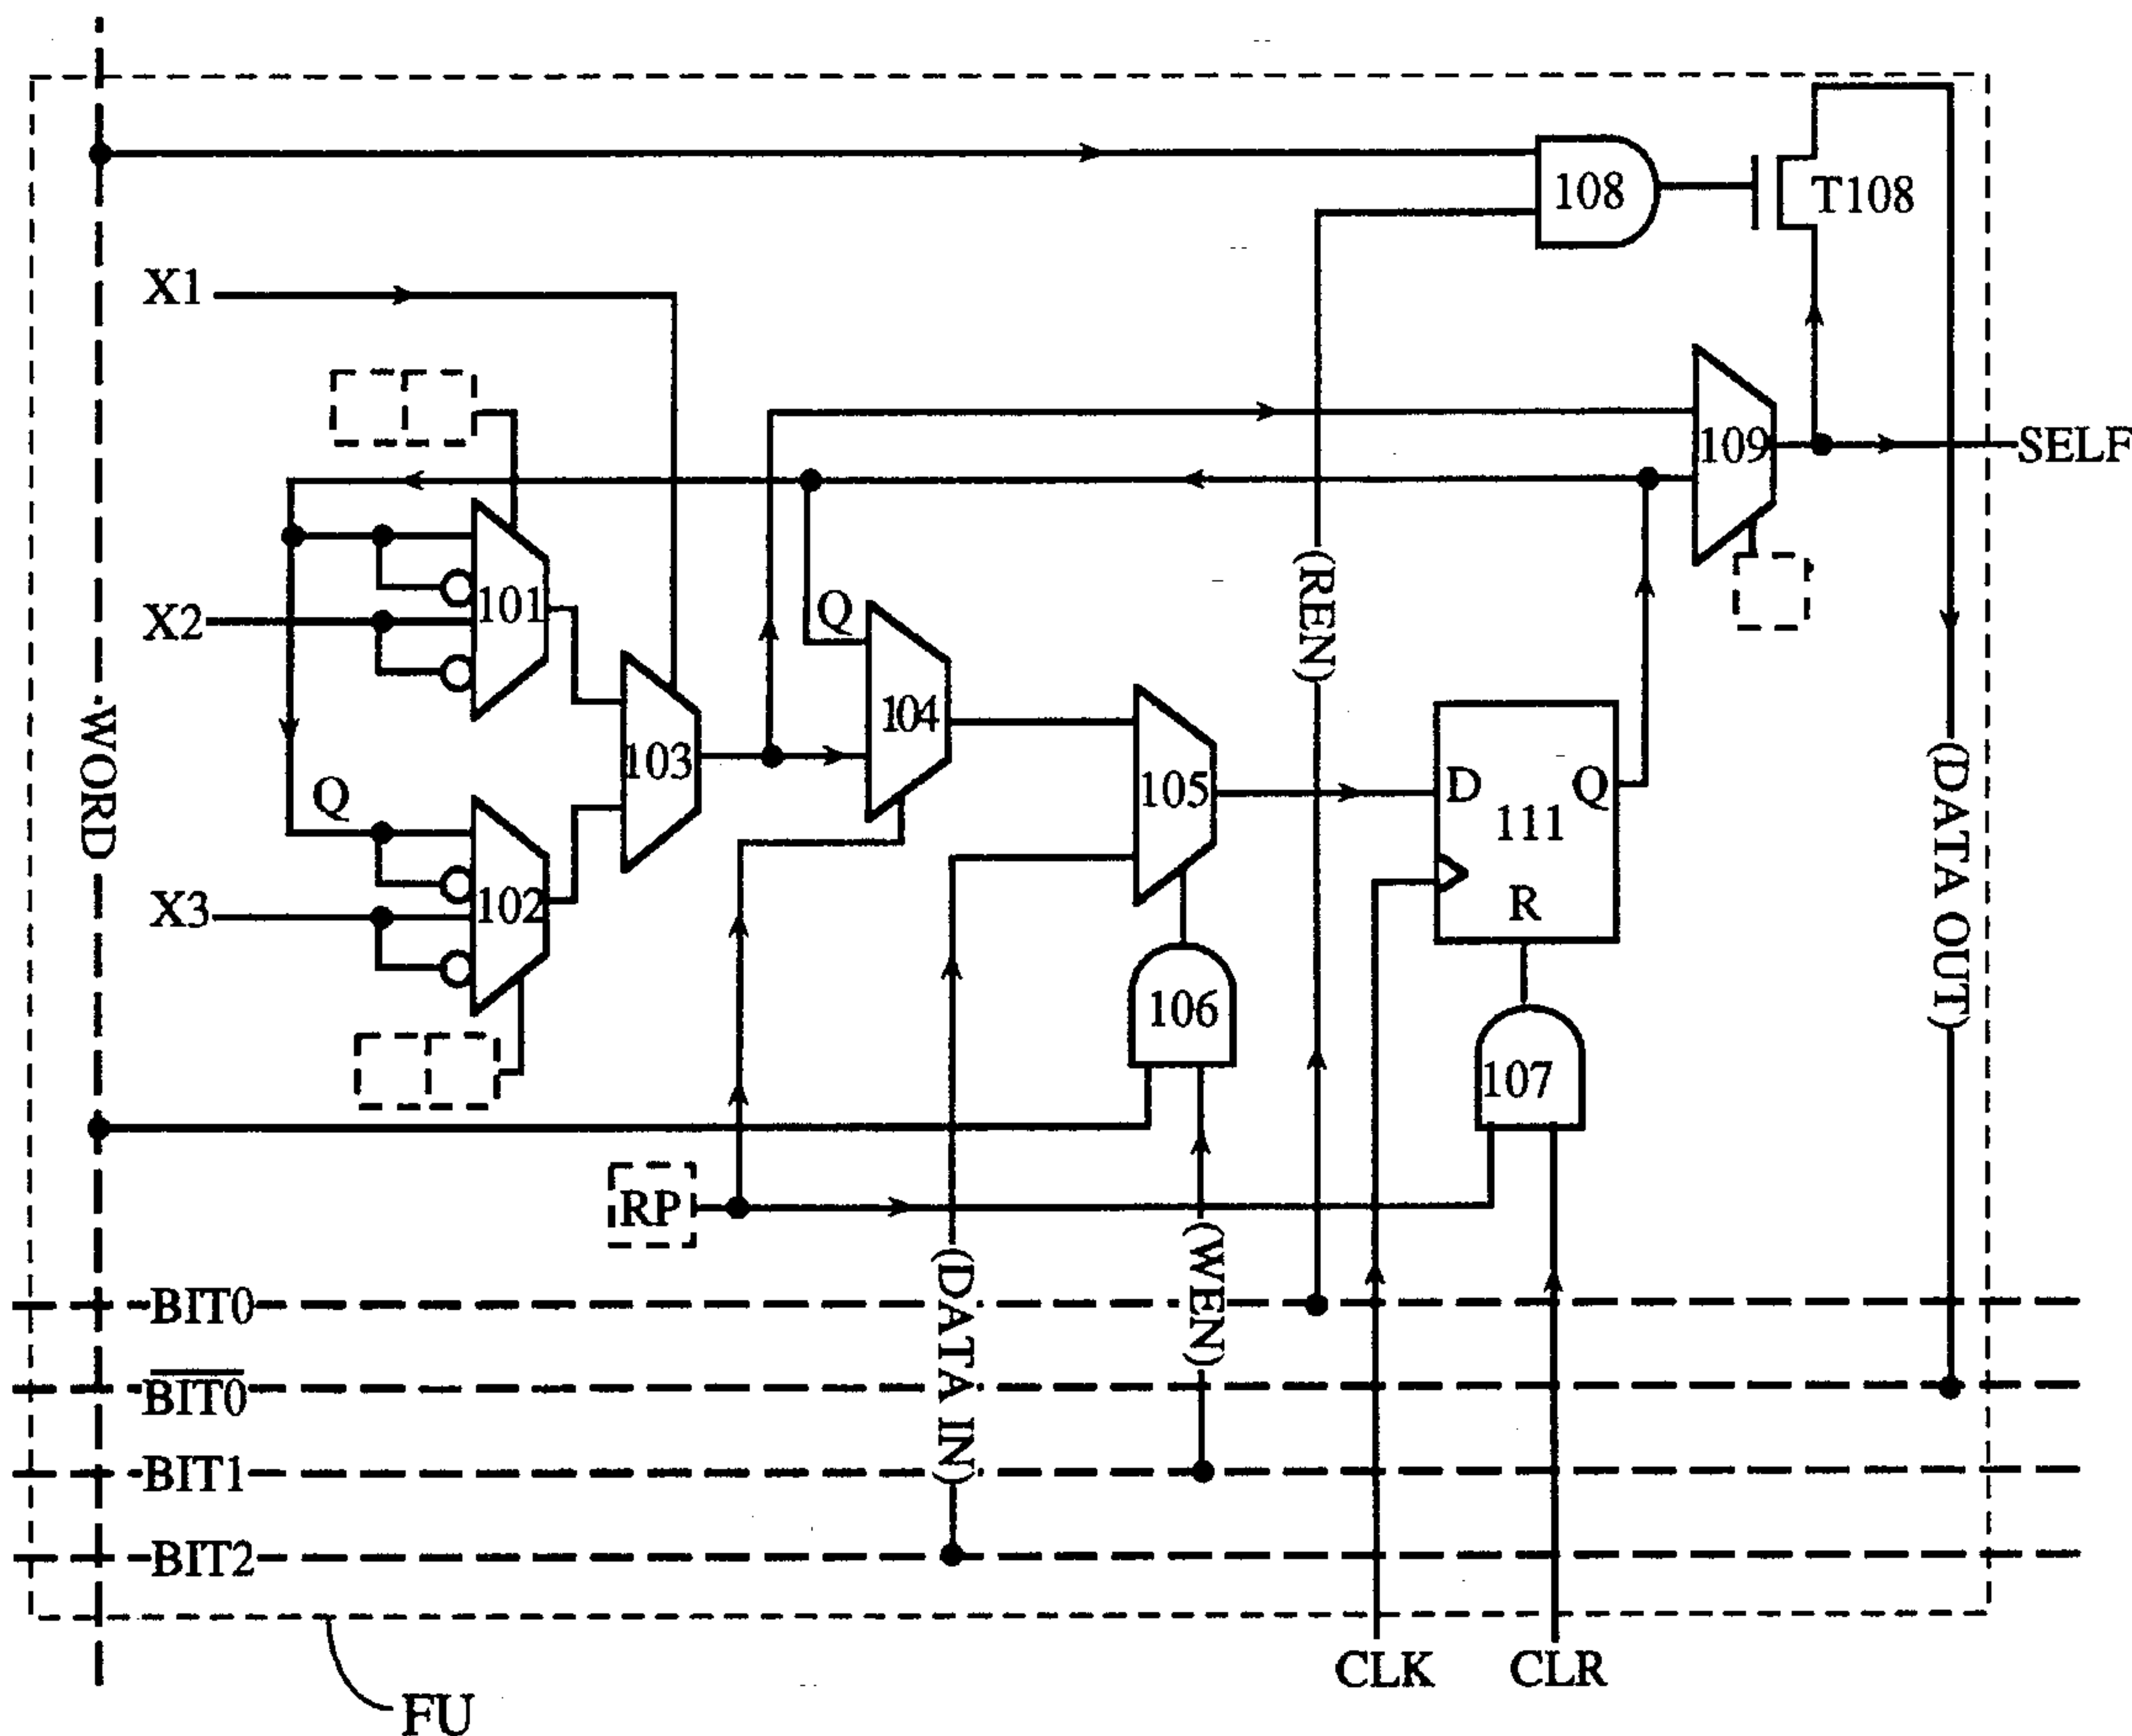 108
T108
X1
109
SELF
101
Q
X2
(REN)
104
103
105
D
Q
111
WORD
Q
R
102
X3
(DATA OUT)
106
107
RP
(DATA IN)
(WEN)
BIT0
BIT0
BIT1
BIT2
CLK
CLR
FU